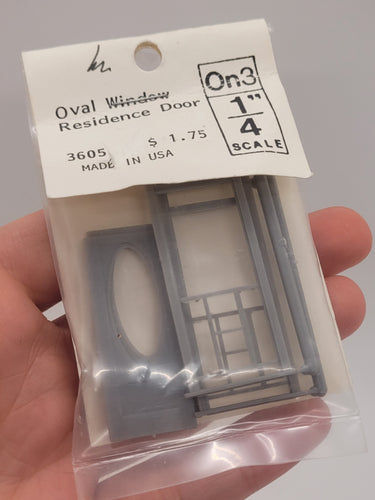 Oval Window
Residence Door
3605 $ 1.75
MADE IN USA
On3
1"
4
SCALE